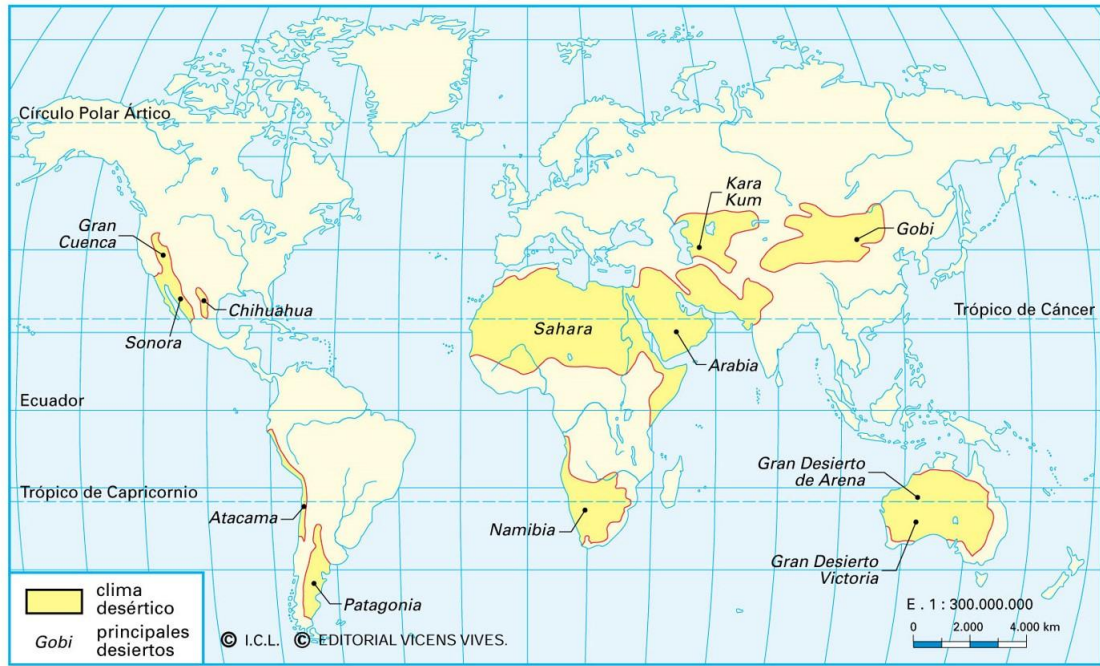 Círculo Polar Ártico
Kara
Kum
Gran
Cuenca
Gobi
Chihuahua
Trópico de Cáncer
Sonora
Sahara
Arabia
Ecuador
Gran Desierto
de Arena
Trópico de Capricornio
Atacama
Namibia
Gran Desierto
Victoria
Patagonia
clima
desértico
Gobi
principales
desiertos
© I.C.L. © EDITORIAL VICENS VIVES.
E . 1 : 300.000.000
0 2.000 4.000 km